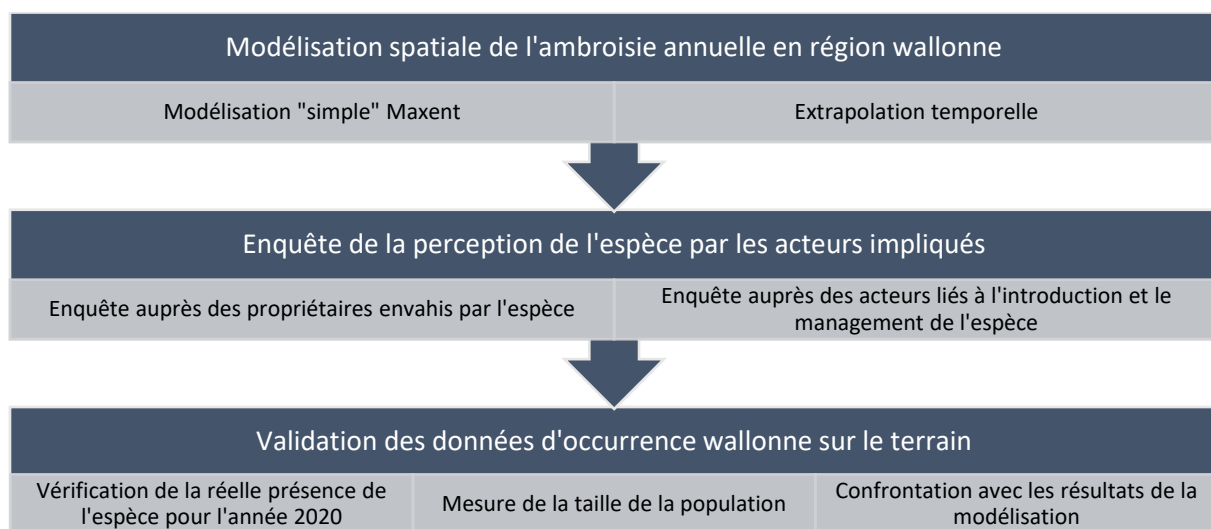 Modélisation spatiale de l'ambroisie annuelle en région wallonne
Modélisation "simple" Maxent
Extrapolation temporelle
Enquête de la perception de l'espèce par les acteurs impliqués
Enquête auprès des propriétaires envahis par l'espèce
Enquête auprès des acteurs liés à l'introduction et le
management de l'espèce
Validation des données d'occurrence wallonne sur le terrain
Vérification de la réelle présence de
l'espèce pour l'année 2020
Mesure de la taille de la population
Confrontation avec les résultats de la
modélisation